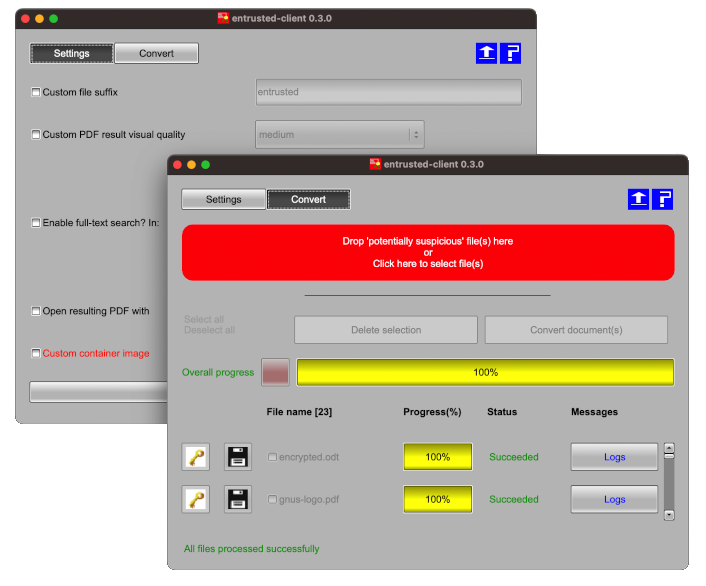 entrusted-client 0.3.0
Settings
Convert
Custom file suffix
entrusted
Custom PDF result visual quality
medium
Enable full-text search? In:
Open resulting PDF with
Custom container image
entrusted-client 0.3.0
Settings
Convert
Drop 'potentially suspicious' file(s) here
or
Click here to select file(s)
Select all
Deselect all
Delete selection
Convert document(s)
Overall progress
100%
File name [23]
Progress(%)
Status
Messages
encrypted.odt
100%
Succeeded
Logs
gnus-logo.pdf
100%
Succeeded
Logs
All files processed successfully